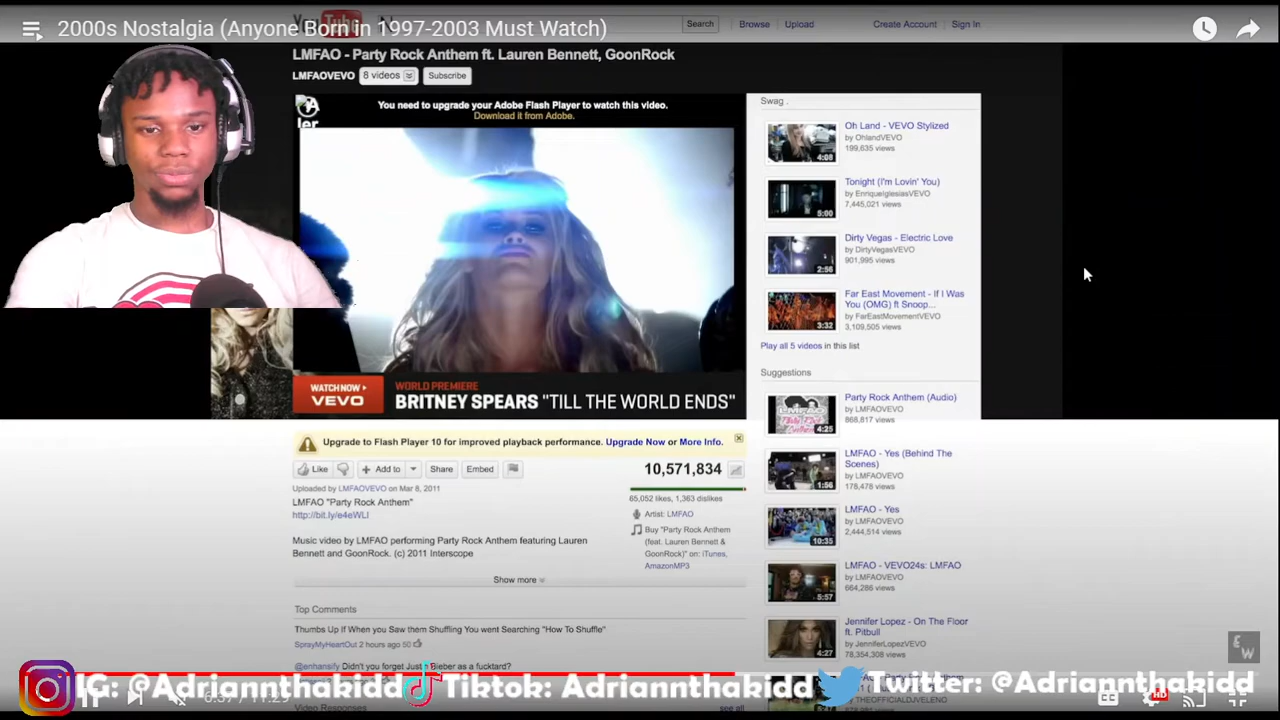 2000s Nostalgia (Anyone Born in 1997-2003 Must Watch)
Search
Browse
Upload
Create Account
Sign In
LMFAO - Party Rock Anthem ft. Lauren Bennett, GoonRock
LMFAOVEVO
8 videos
Subscribe
You need to upgrade your Adobe Flash Player to watch this video.
Download it from Adobe.
WATCH NOW
VEVO
WORLD PREMIERE
BRITNEY SPEARS "TILL THE WORLD ENDS"
Upgrade to Flash Player 10 for improved playback performance. Upgrade Now or More Info.
Like
Add to
Share
Embed
10,571,834
Uploaded by LMFAOVEVO on Mar 8, 2011
LMFAO "Party Rock Anthem"
http://bit.ly/e4eWLI
Music video by LMFAO performing Party Rock Anthem featuring Lauren
Bennett and GoonRock. (c) 2011 Interscope
65,052 likes, 1,363 dislikes
Artist: LMFAO
Buy "Party Rock Anthem
(feat. Lauren Bennett &
GoonRock)" on: iTunes,
AmazonMP3
Show more
Top Comments
Thumbs Up If When you Saw them Shuffling You went Searching "How To Shuffle"
SprayMyHeartOut 2 hours ago 50
@enhansify Didn't you forget Justin Bieber as a fucktard?
Video Responses
see all
Swag .
4:08
Oh Land - VEVO Stylized
by OhlandVEVO
199,635 views
5:00
Tonight (I'm Lovin' You)
by EnriqueIglesiasVEVO
7,445,021 views
2:56
Dirty Vegas - Electric Love
by DirtyVegasVEVO
901,995 views
3:32
Far East Movement - If I Was
You (OMG) ft Snoop...
by FarEastMovementVEVO
3,109,505 views
Play all 5 videos in this list
Suggestions
4:25
Party Rock Anthem (Audio)
by LMFAOVEVO
868,817 views
1:56
LMFAO - Yes (Behind The
Scenes)
by LMFAOVEVO
178,478 views
10:35
LMFAO - Yes
by LMFAOVEVO
2,444,514 views
5:57
LMFAO - VEVO24s: LMFAO
by LMFAOVEVO
664,286 views
4:27
Jennifer Lopez - On The Floor
ft. Pitbull
by JenniferLopezVEVO
78,354,308 views
IG: @Adriannthakidd
Tiktok: Adriannthakidd
Twitter: @Adriannthakidd
CC
HD